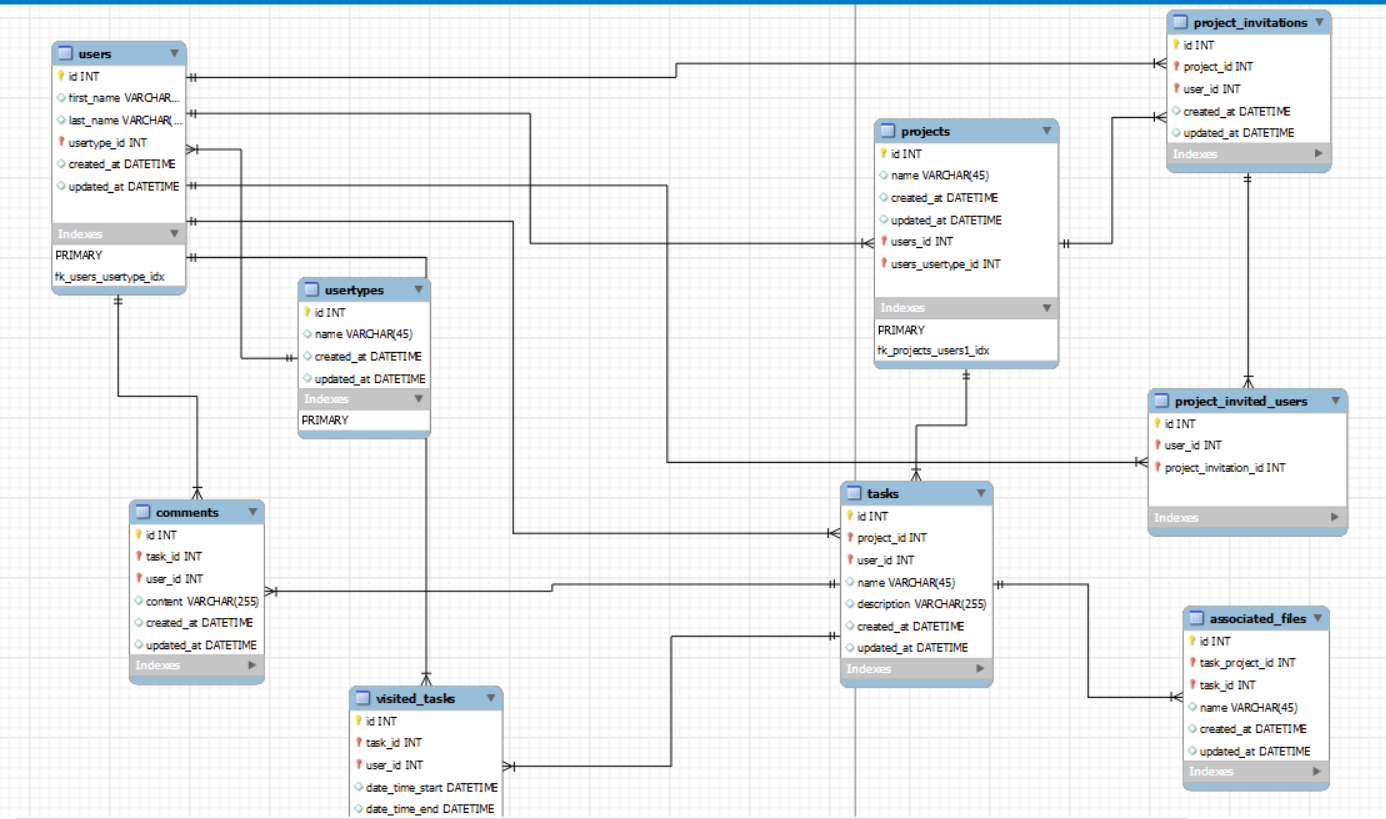 users
id INT
first_name VARCHAR...
last_name VARCHAR(...
usertype_id INT
created_at DATETIME
updated_at DATETIME
Indexes
PRIMARY
fk_users_usertype_idx
usertypes
id INT
name VARCHAR(45)
created_at DATETIME
updated_at DATETIME
Indexes
PRIMARY
comments
id INT
task_id INT
user_id INT
content VARCHAR(255)
created_at DATETIME
updated_at DATETIME
Indexes
visited_tasks
id INT
task_id INT
user_id INT
date_time_start DATETIME
date_time_end DATETIME
projects
id INT
name VARCHAR(45)
created_at DATETIME
updated_at DATETIME
users_id INT
users_usertype_id INT
Indexes
PRIMARY
fk_projects_users1_idx
tasks
id INT
project_id INT
user_id INT
name VARCHAR(45)
description VARCHAR(255)
created_at DATETIME
updated_at DATETIME
Indexes
project_invitations
id INT
project_id INT
user_id INT
created_at DATETIME
updated_at DATETIME
Indexes
project_invited_users
id INT
user_id INT
project_invitation_id INT
Indexes
associated_files
id INT
task_project_id INT
task_id INT
name VARCHAR(45)
created_at DATETIME
updated_at DATETIME
Indexes